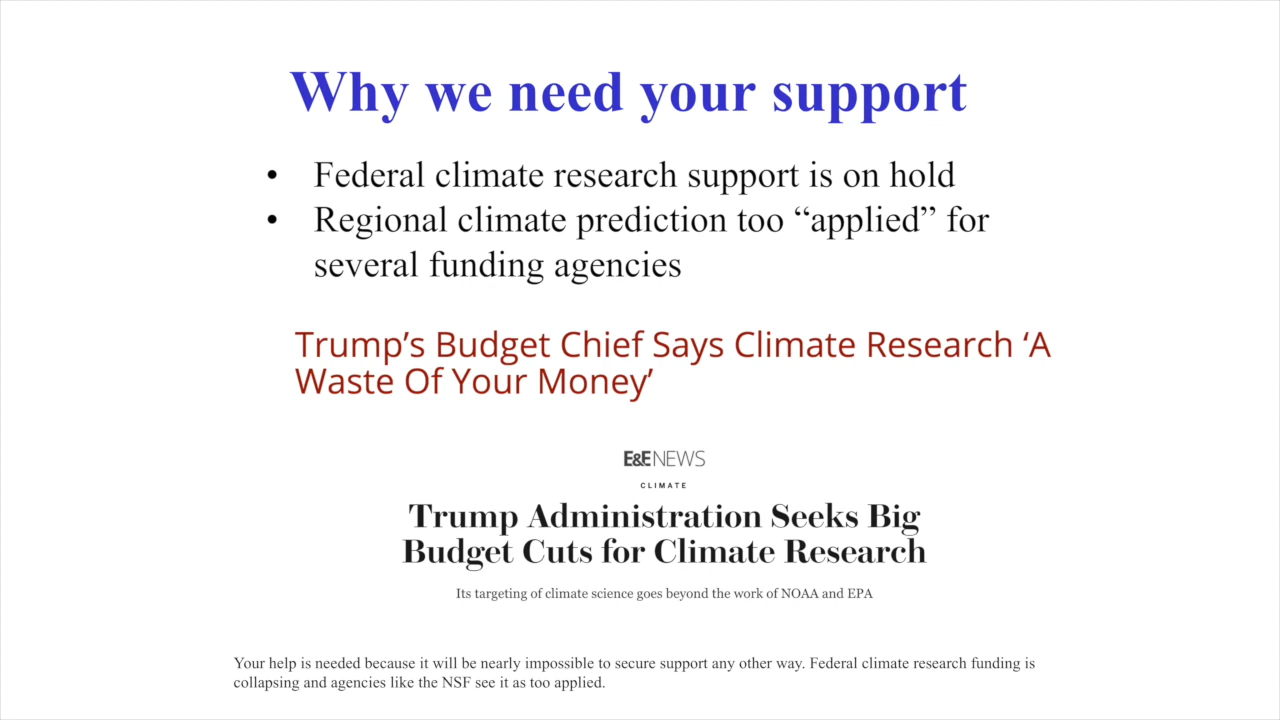 Why we need your support
• Federal climate research support is on hold
• Regional climate prediction too “applied” for
several funding agencies
Trump’s Budget Chief Says Climate Research ‘A
Waste Of Your Money’
E&E NEWS
CLIMATE
Trump Administration Seeks Big
Budget Cuts for Climate Research
Its targeting of climate science goes beyond the work of NOAA and EPA
Your help is needed because it will be nearly impossible to secure support any other way. Federal climate research funding is
collapsing and agencies like the NSF see it as too applied.